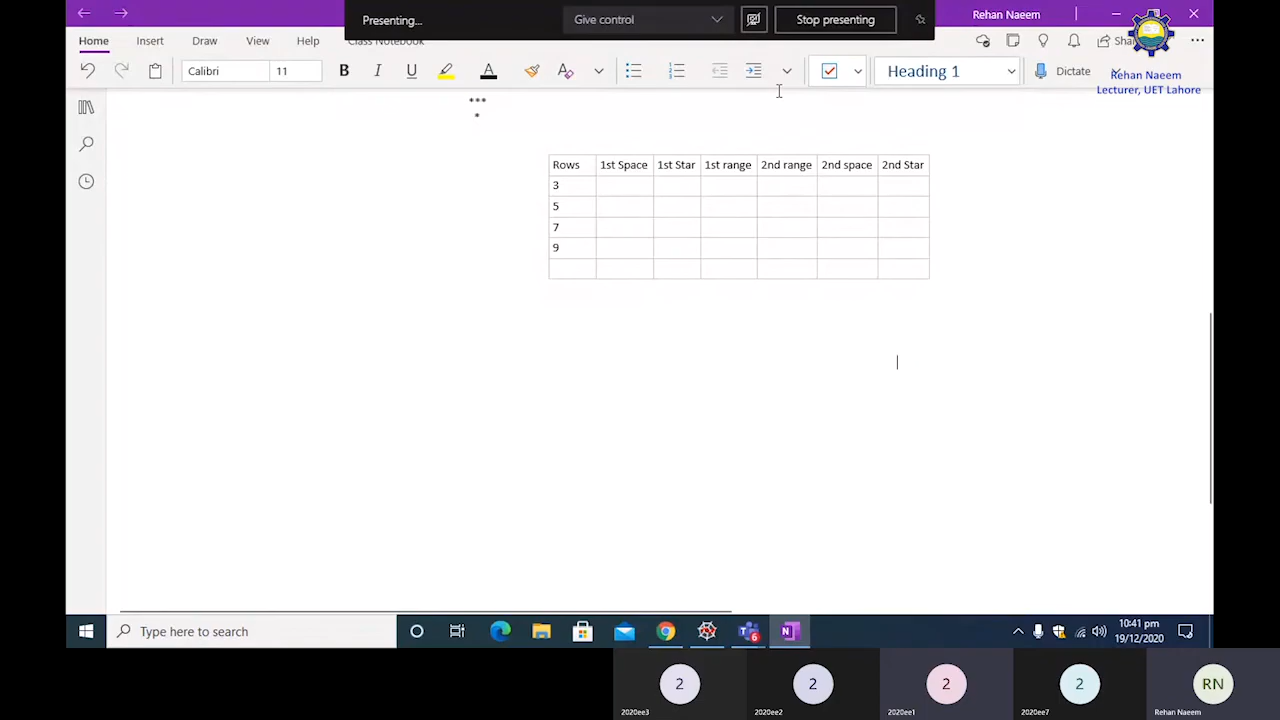 Presenting...
Give control
Stop presenting
Rehan Naeem
Home
Insert
Draw
View
Help
Class Notebook
Rehan Naeem
Lecturer, UET Lahore
Calibri
11
B
I
U
A
Heading 1
Dictate
***
*
Rows 1st Space 1st Star 1st range 2nd range 2nd space 2nd Star
3
5
7
9
Type here to search
10:41 pm
19/12/2020
2
2
2
2
RN
2020ee3
2020ee2
2020ee1
2020ee7
Rehan Naeem